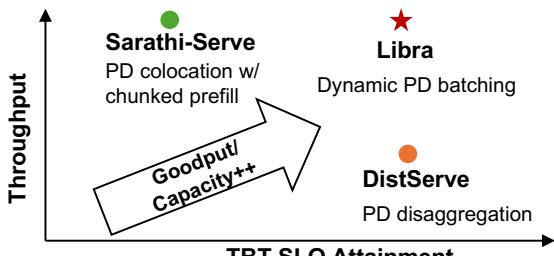 Throughput
Sarathi-Serve
PD colocation w/
chunked prefill
Libra
Dynamic PD batching
Goodput/
Capacity++
DistServe
PD disaggregation
TBT SLO Attainment